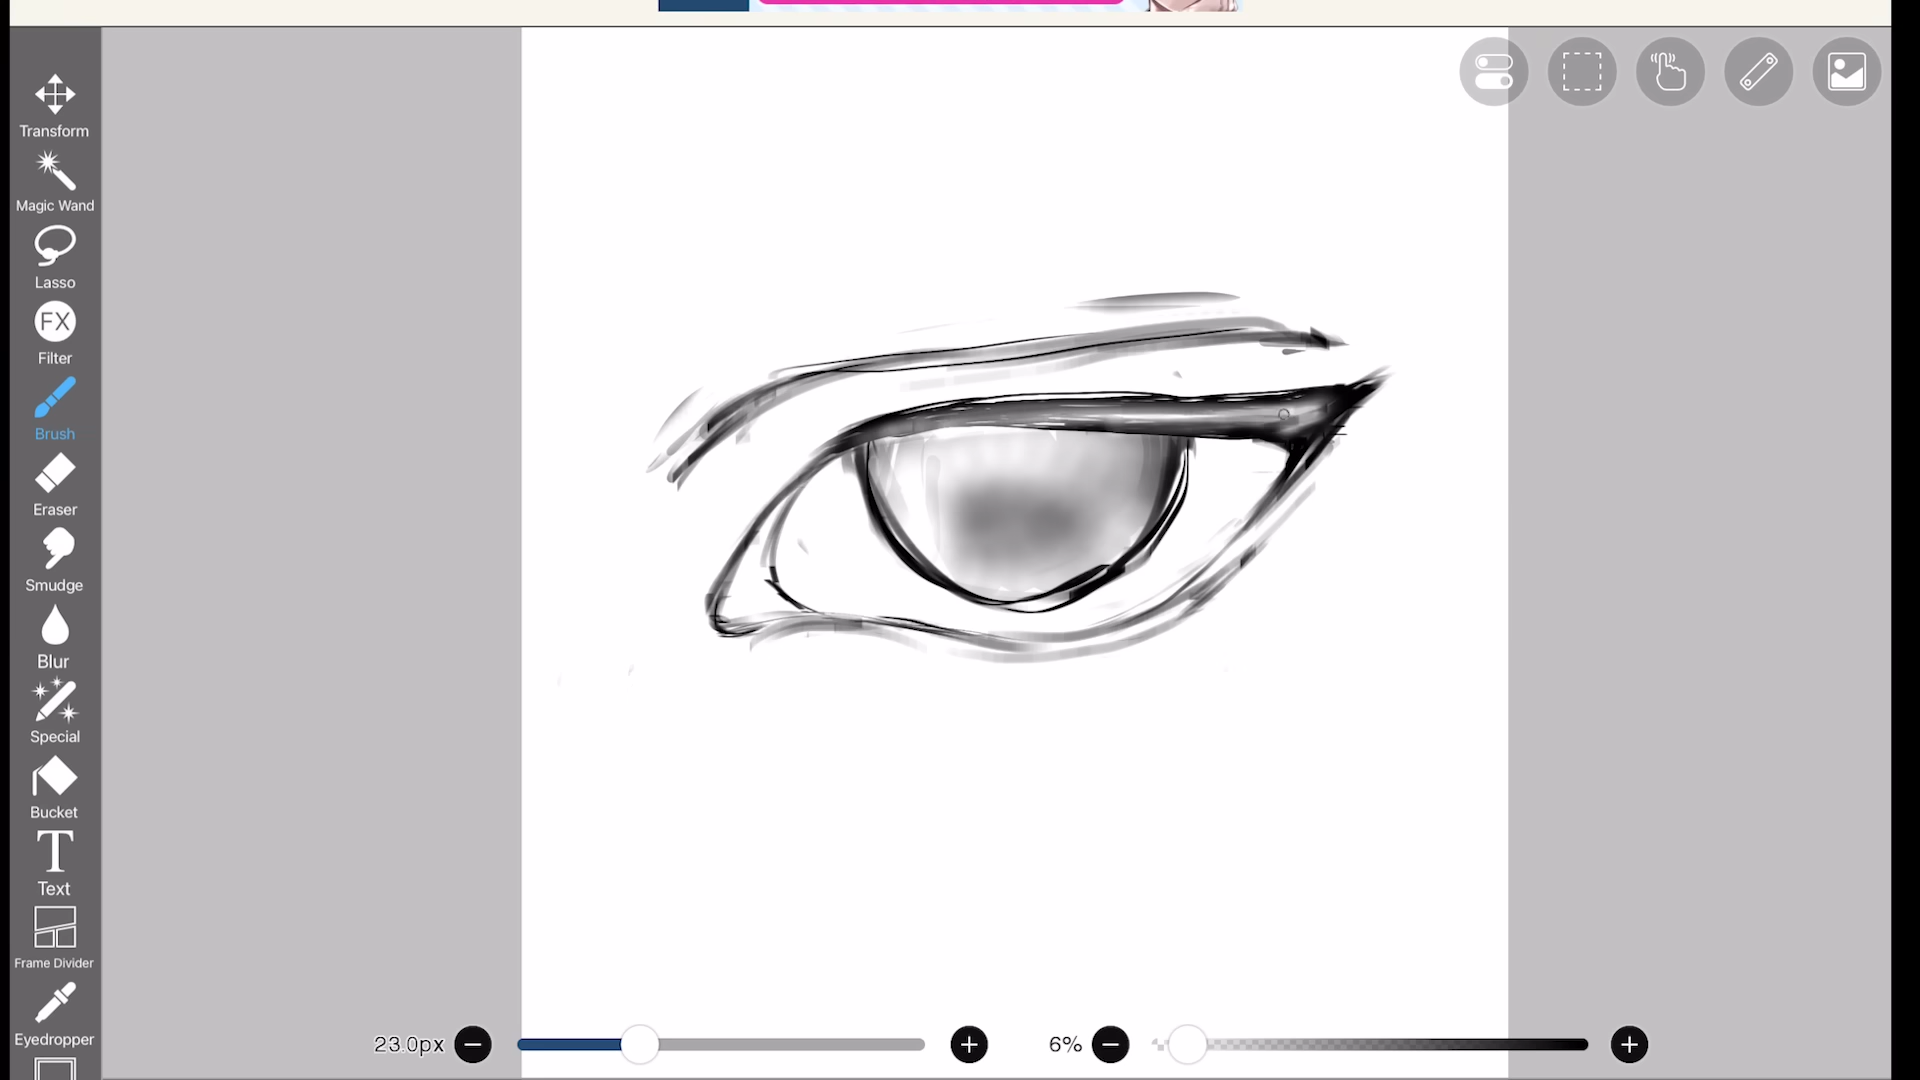 Transform
Magic Wand
Lasso
FX
Filter
Brush
Eraser
Smudge
Blur
Special
Bucket
T
Text
Frame Divider
Eyedropper
23.0px
6%